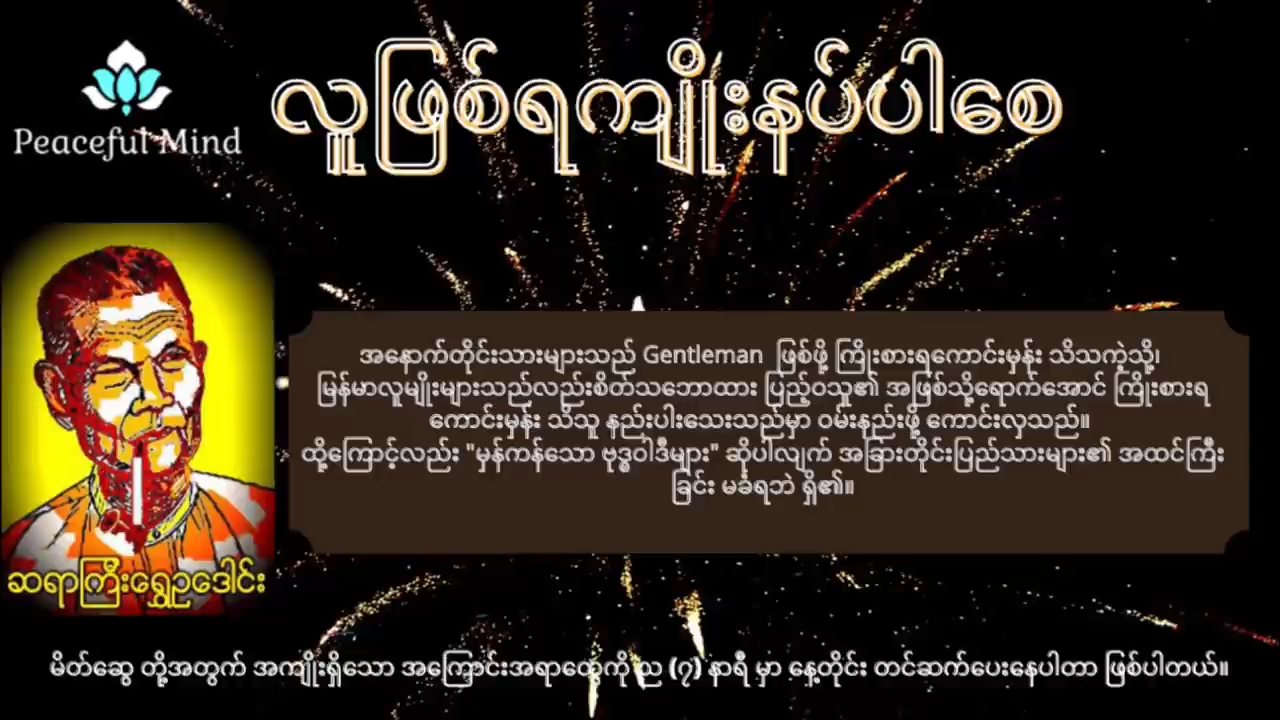 လူဖြစ်ရကျိုးနပ်ပါစေ
Peaceful Mind
အနောက်တိုင်းသားများသည် Gentleman ဖြစ်ဖို့ ကြိုးစားရကောင်းမှန်း သိသကဲ့သို့၊
မြန်မာလူမျိုးများသည်လည်းစိတ်သဘောထား ပြည့်ဝသူ၏ အဖြစ်သို့ရောက်အောင် ကြိုးစားရ
ကောင်းမှန်း သိသူ နည်းပါးသေးသည်မှာ ဝမ်းနည်းဖို့ ကောင်းလှသည်။
ထို့ကြောင့်လည်း "မှန်ကန်သော ဗုဒ္ဓဝါဒီများ" ဆိုပါလျက် အခြားတိုင်းပြည်သားများ၏ အထင်ကြီး
ခြင်း မခံရဘဲ ရှိ၏။
ဆရာကြီးရွှေဥဒေါင်း
မိတ်ဆွေ တို့အတွက် အကျိုးရှိသော အကြောင်းအရာတွေကို ည (၇) နာရီ မှာ နေ့တိုင်း တင်ဆက်ပေးနေပါတာ ဖြစ်ပါတယ်။